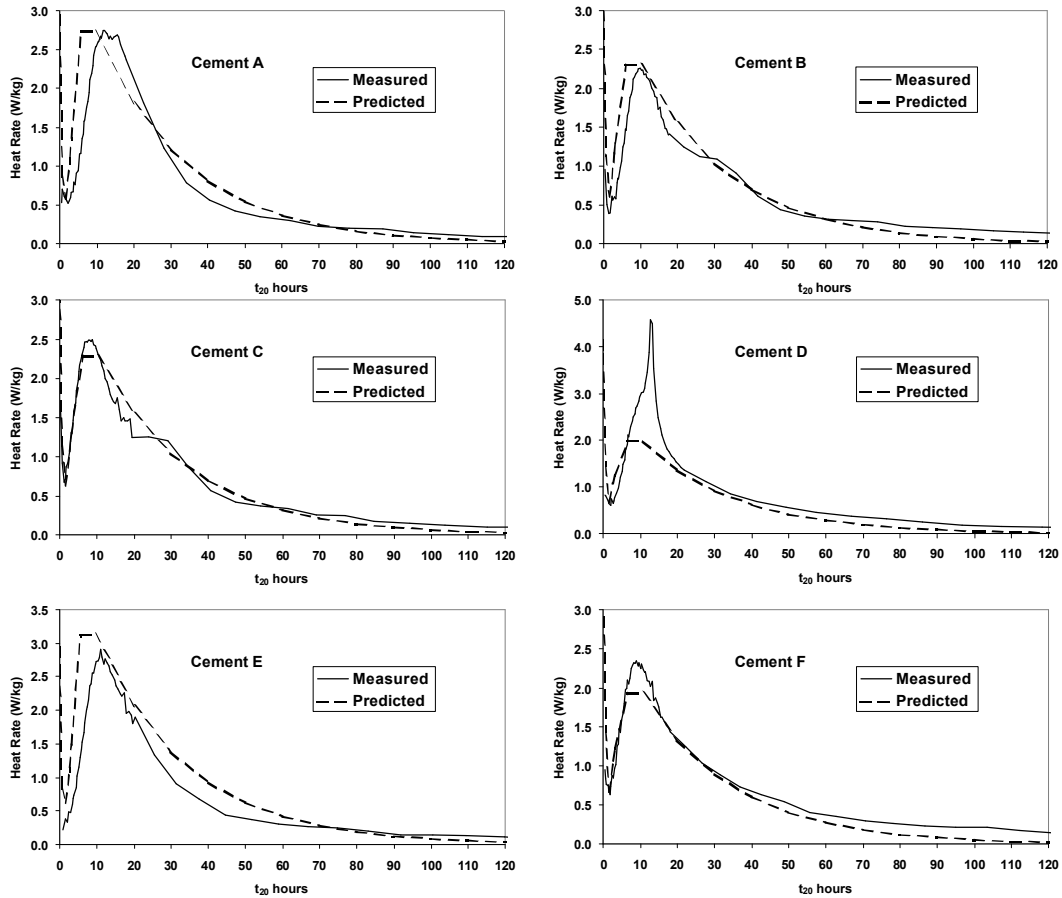 Cement A
Heat Rate (W/kg)
3.0
2.5
2.0
1.5
1.0
0.5
0.0
Measured
Predicted
0 10 20 30 40 50 60 70 80 90 100 110 120
t20 hours
Cement B
Heat Rate (W/kg)
3.0
2.5
2.0
1.5
1.0
0.5
0.0
Measured
Predicted
0 10 20 30 40 50 60 70 80 90 100 110 120
t20 hours
Cement C
Heat Rate (W/kg)
3.0
2.5
2.0
1.5
1.0
0.5
0.0
Measured
Predicted
0 10 20 30 40 50 60 70 80 90 100 110 120
t20 hours
Cement D
Heat Rate (W/kg)
5.0
4.0
3.0
2.0
1.0
0.0
Measured
Predicted
0 10 20 30 40 50 60 70 80 90 100 110 120
t20 hours
Cement E
Heat Rate (W/kg)
3.5
3.0
2.5
2.0
1.5
1.0
0.5
0.0
Measured
Predicted
0 10 20 30 40 50 60 70 80 90 100 110 120
t20 hours
Cement F
Heat Rate (W/kg)
3.0
2.5
2.0
1.5
1.0
0.5
0.0
Measured
Predicted
0 10 20 30 40 50 60 70 80 90 100 110 120
t20 hours